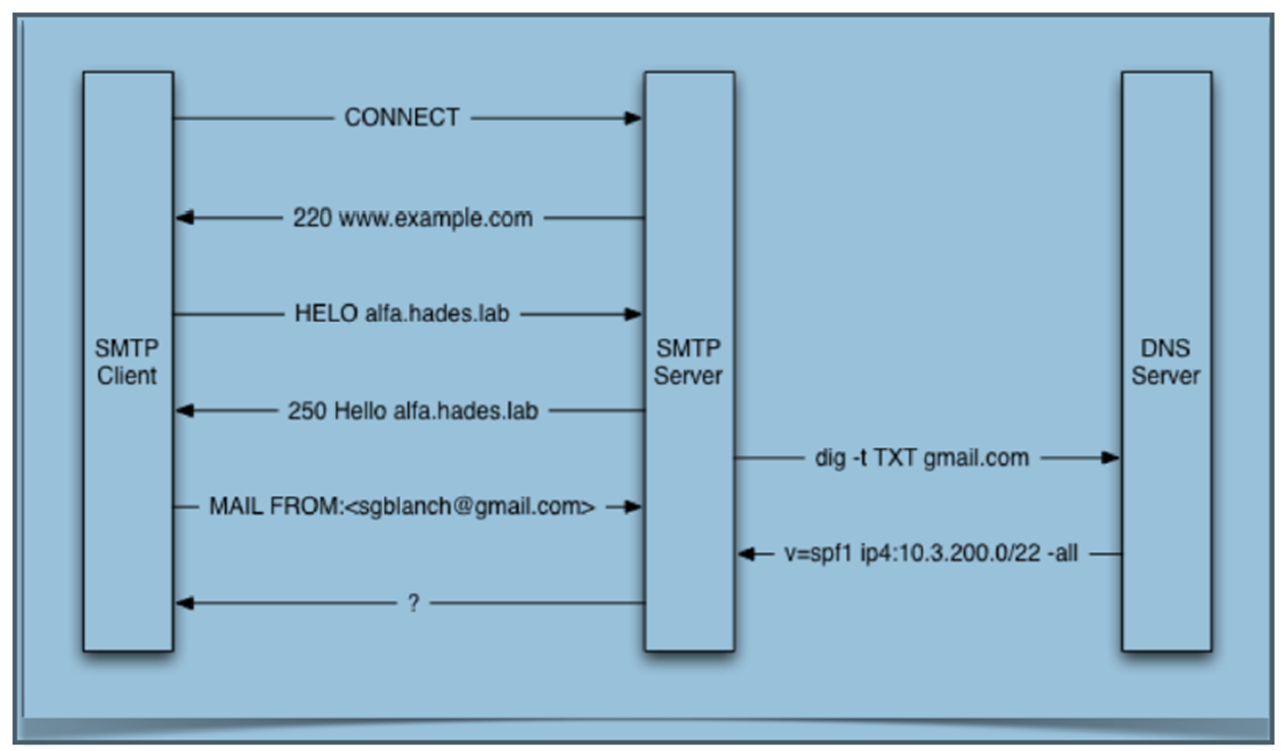 CONNECT
220 www.example.com
HELO alfa.hades.lab
SMTP
Client
SMTP
Server
DNS
Server
250 Hello alfa.hades.lab
dig -t TXT gmail.com
MAIL FROM:<sgblanch@gmail.com>
v=spf1 ip4:10.3.200.0/22 -all
?